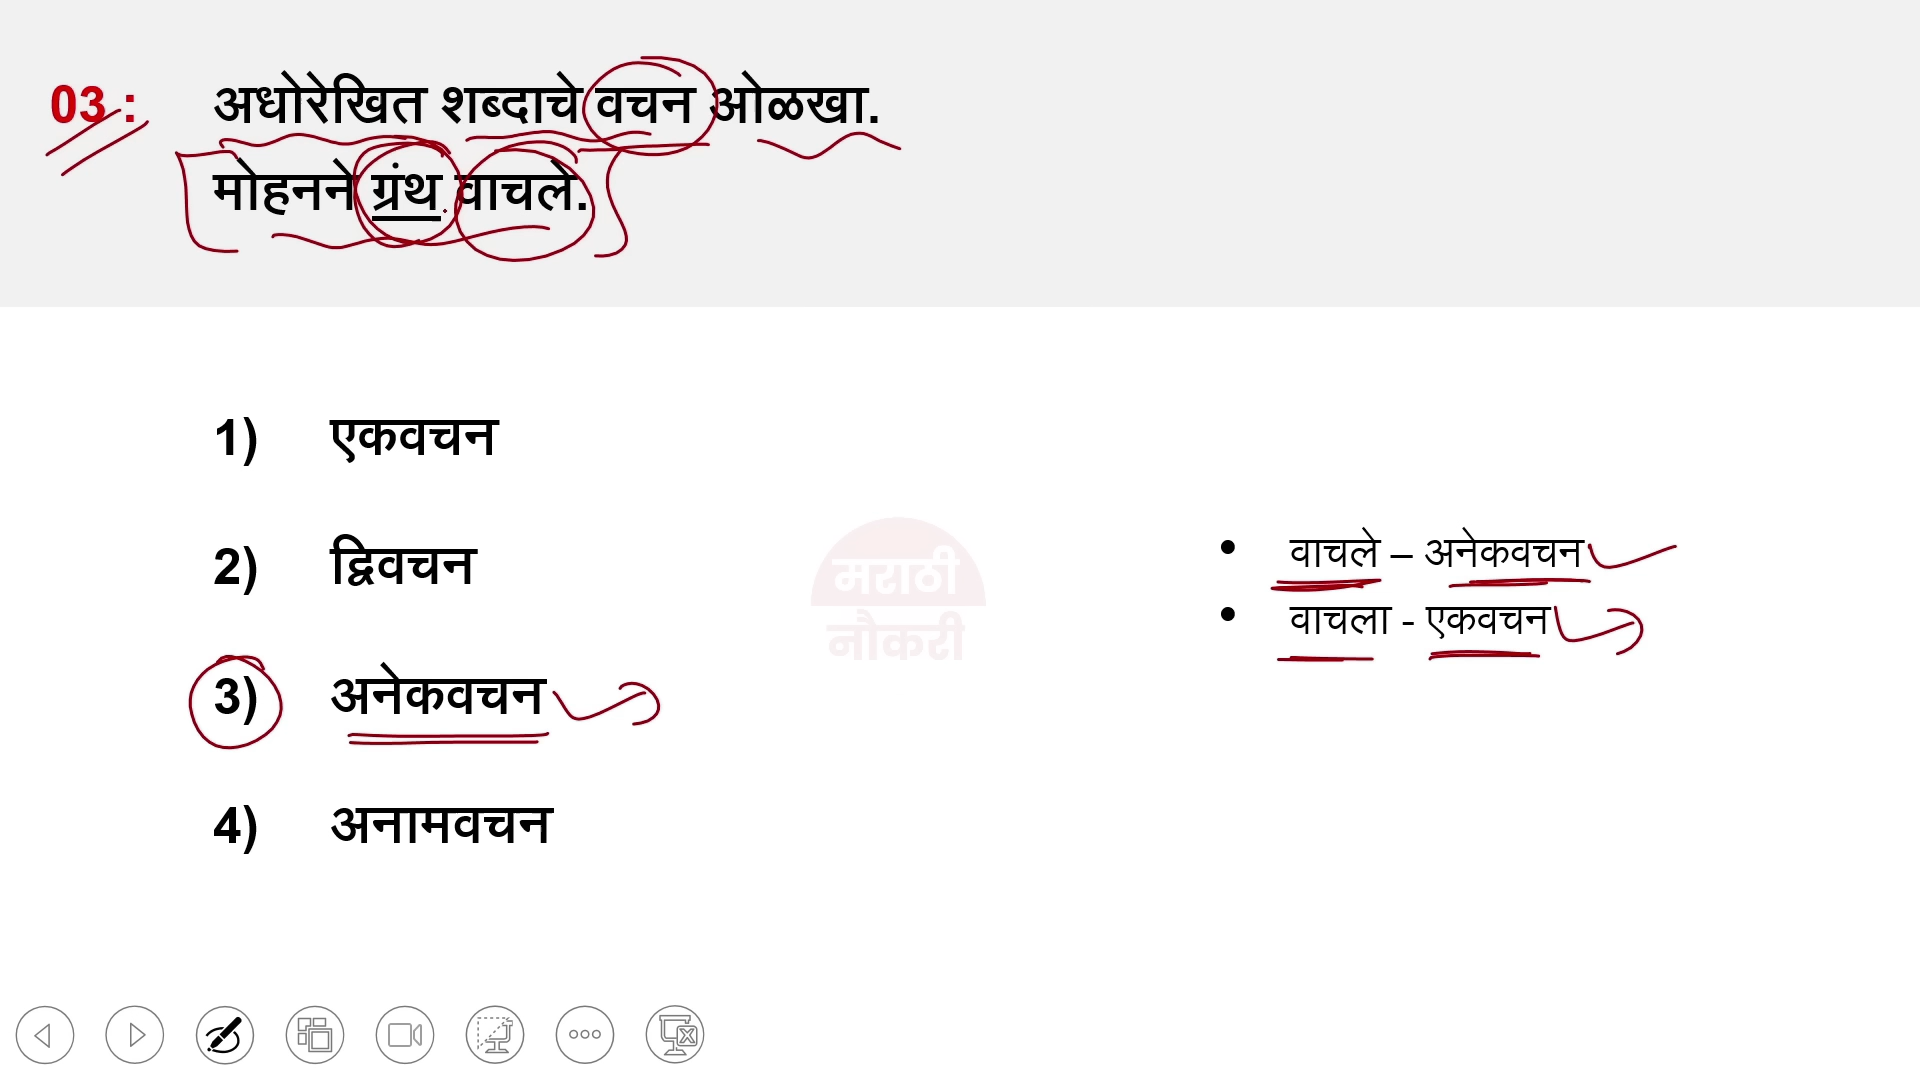 03 : अधोरेखित शब्दाचे वचन ओळखा.
मोहनने ग्रंथ वाचले.
1) एकवचन
2) द्विवचन
3) अनेकवचन
4) अनामवचन
मराठी
नौकरी
• वाचले – अनेकवचन
• वाचला - एकवचन